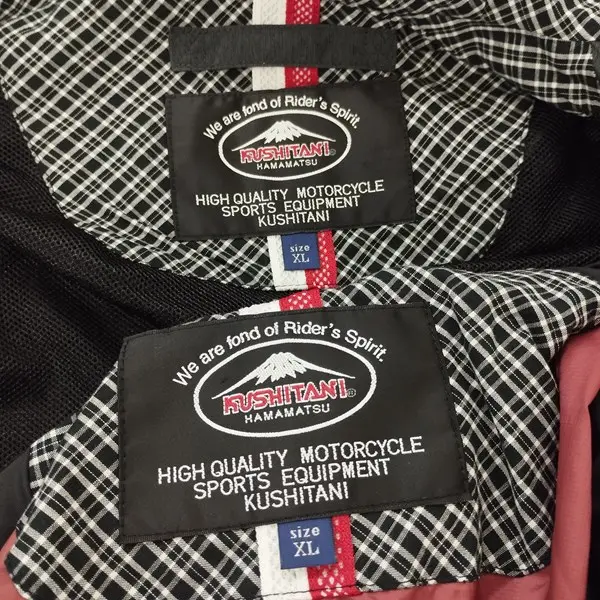 We are fond of Rider's Spirit.
KUSHITANI®
HAMAMATSU
HIGH QUALITY MOTORCYCLE
SPORTS EQUIPMENT
KUSHITANI
size
XL
We are fond of Rider's Spirit.
KUSHITANI®
HAMAMATSU
HIGH QUALITY MOTORCYCLE
SPORTS EQUIPMENT
KUSHITANI
size
XL